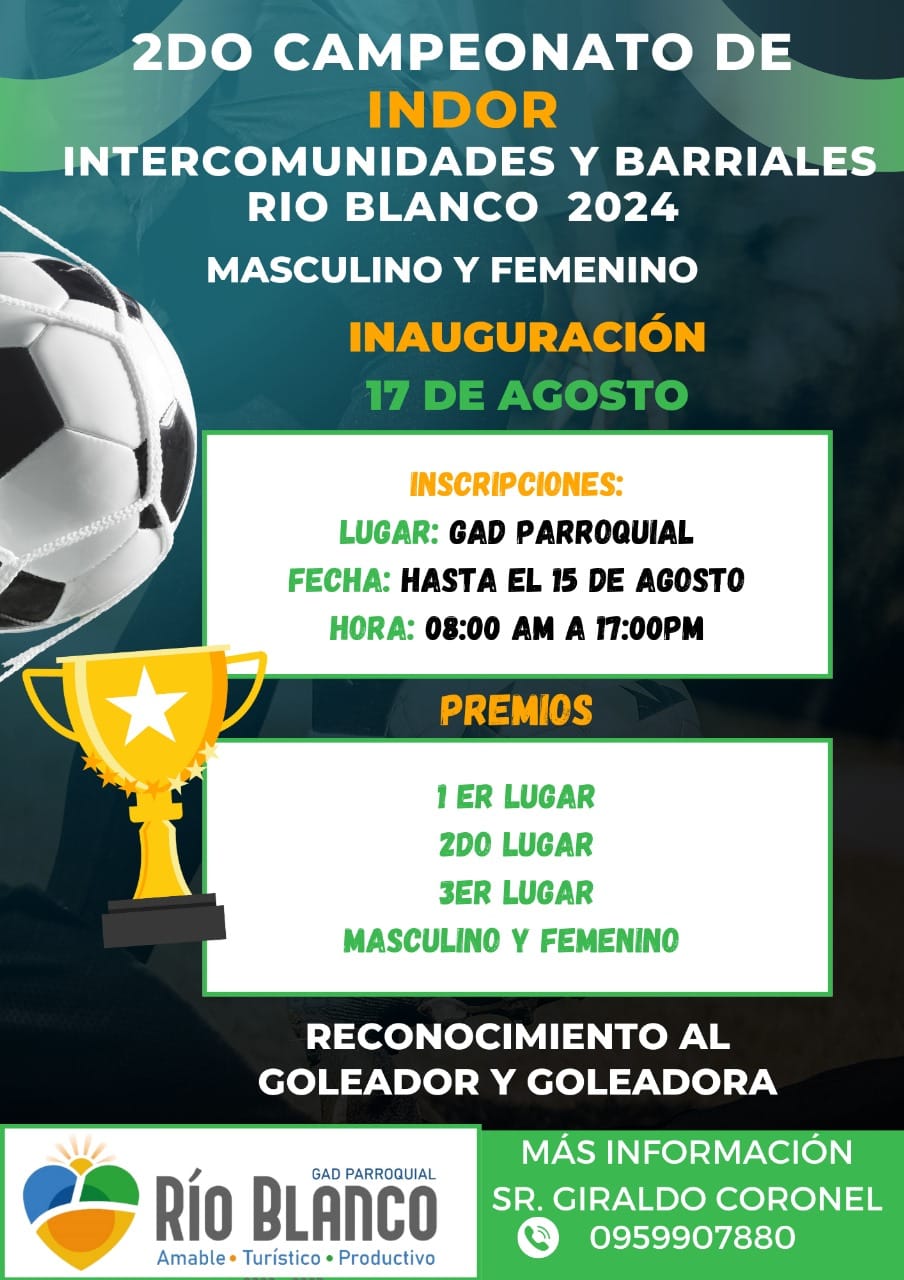 2DO CAMPEONATO DE
INDOR
INTERCOMUNIDADES Y BARRIALES
RIO BLANCO 2024
MASCULINO Y FEMENINO
INAUGURACIÓN
17 DE AGOSTO
INSCRIPCIONES:
LUGAR: GAD PARROQUIAL
FECHA: HASTA EL 15 DE AGOSTO
HORA: 08:00 AM A 17:00PM
PREMIOS
1 ER LUGAR
2DO LUGAR
3ER LUGAR
MASCULINO Y FEMENINO
RECONOCIMIENTO AL
GOLEADOR Y GOLEADORA
GAD PARROQUIAL
RÍO BLANCO
Amable • Turístico • Productivo
MÁS INFORMACIÓN
SR. GIRALDO CORONEL
0959907880